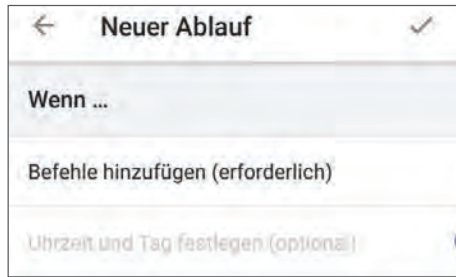 Neuer Ablauf
Wenn ...
Befehle hinzufügen (erforderlich)
Uhrzeit und Tag festlegen (optional)